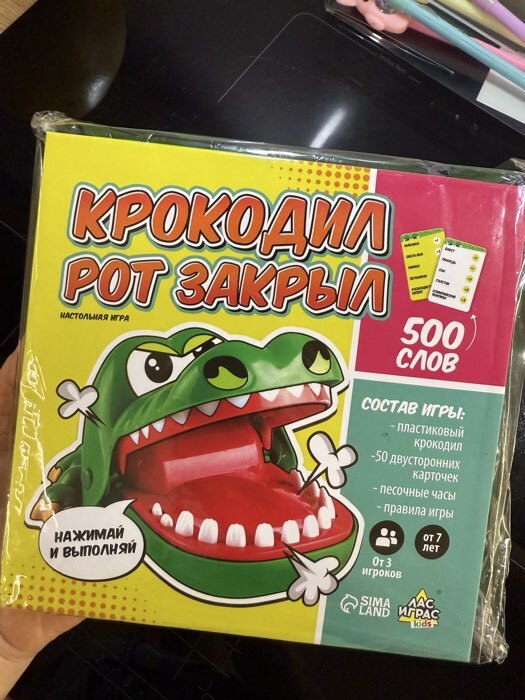 КРОКОДИЛ
РОТ ЗАКРЫЛ
НАСТОЛЬНАЯ ИГРА
500
СЛОВ
СОСТАВ ИГРЫ:
- пластиковый
крокодил
-50 двусторонних
карточек
- песочные часы
- правила игры
От 3
игроков
от 7
лет
НАЖИМАЙ
И ВЫПОЛНЯЙ
SIMA
LAND
ЛАС
ИГРАС
kids